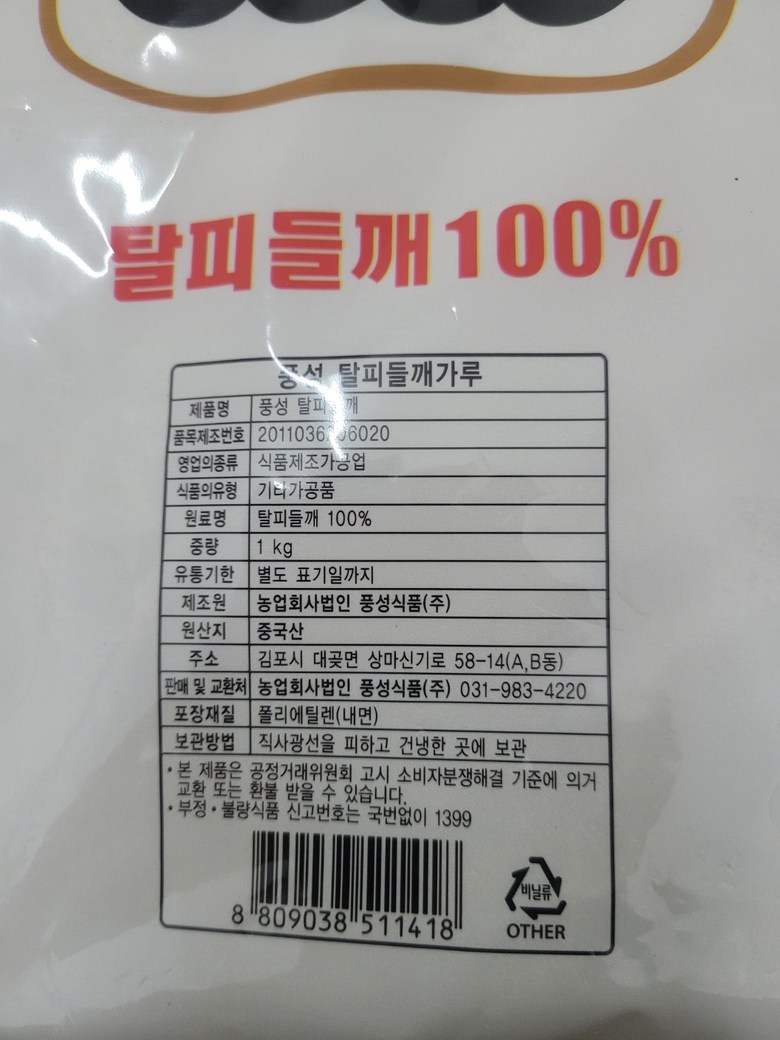 탈피들깨100%
풍성 탈피들깨가루
제품명 풍성 탈피들깨
품목제조번호
영업의종류 식품제조가공업
식품의유형 기타가공품
원료명 탈피들깨 100%
중량 1 kg
유통기한 별도 표기일까지
제조원 농업회사법인 풍성식품(주)
원산지 중국산
주소 김포시 대곶면 상마신기로 58-14(A,B동)
판매 및 교환처 농업회사법인 풍성식품(주) 031-983-4220
포장재질 폴리에틸렌(내면)
보관방법 직사광선을 피하고 건냉한 곳에 보관
• 본 제품은 공정거래위원회 고시 소비자분쟁해결 기준에 의거
교환 또는 환불 받을 수 있습니다.
• 부정 • 불량식품 신고번호는 국번없이 1399
비닐류
8 809038 511418
OTHER